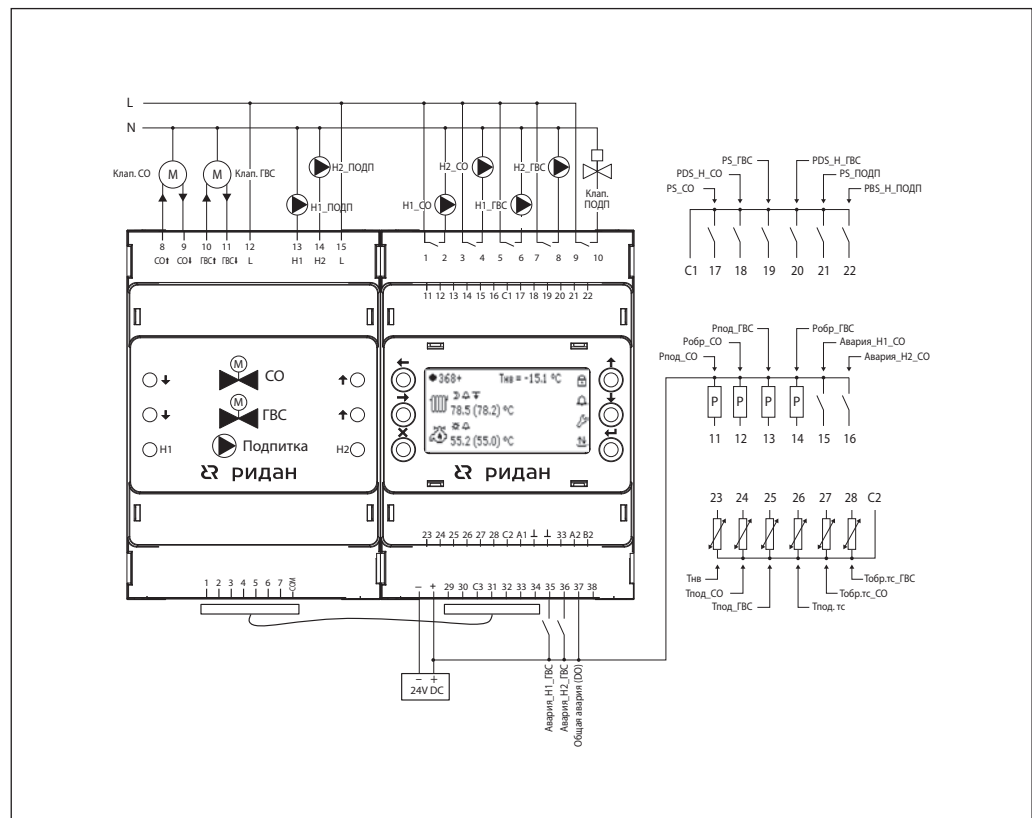 L
N
Клап. СО
M
Клап. ГВС
M
Н2_ПОДП
Н1_ПОДП
Н1_СО
Н2_СО
Н1_ГВС
Н2_ГВС
Клап. ПОДП
8 9 10 11 12 13 14 15
СО↑ СО↓ ГВС↑ ГВС↓ L Н1 Н2 L
1 2 3 4 5 6 7 8 9 10
11 12 13 14 15 16 C1 17 18 19 20 21 22
M
СО
M
ГВС
Н1
Подпитка
Н2
ридан
368+ Tнв = -15.1 °C
78.5 (78.2) °C
55.2 (55.0) °C
ридан
23 24 25 26 27 28 C2 A1 ⊥ ⊥ 33 A2 B2
1 2 3 4 5 6 7 COM
– + 29 30 C3 31 32 33 34 35 36 37 38
– +
24V DC
Авария_Н1_ГВС
Авария_Н2_ГВС
Общая авария (DO)
PS_ГВС
PDS_Н_СО
PS_СО
PDS_Н_ГВС
PS_ПОДП
PBS_Н_ПОДП
C1 17 18 19 20 21 22
Рпод_ГВС
Робр_СО
Рпод_СО
Робр_ГВС
Авария_Н1_СО
Авария_Н2_СО
P P P P
11 12 13 14 15 16
23 24 25 26 27 28 C2
Тнв
Тпод_СО
Тпод_ГВС
Тобр.тс_ГВС
Тобр.тс_СО
Тпод. тс